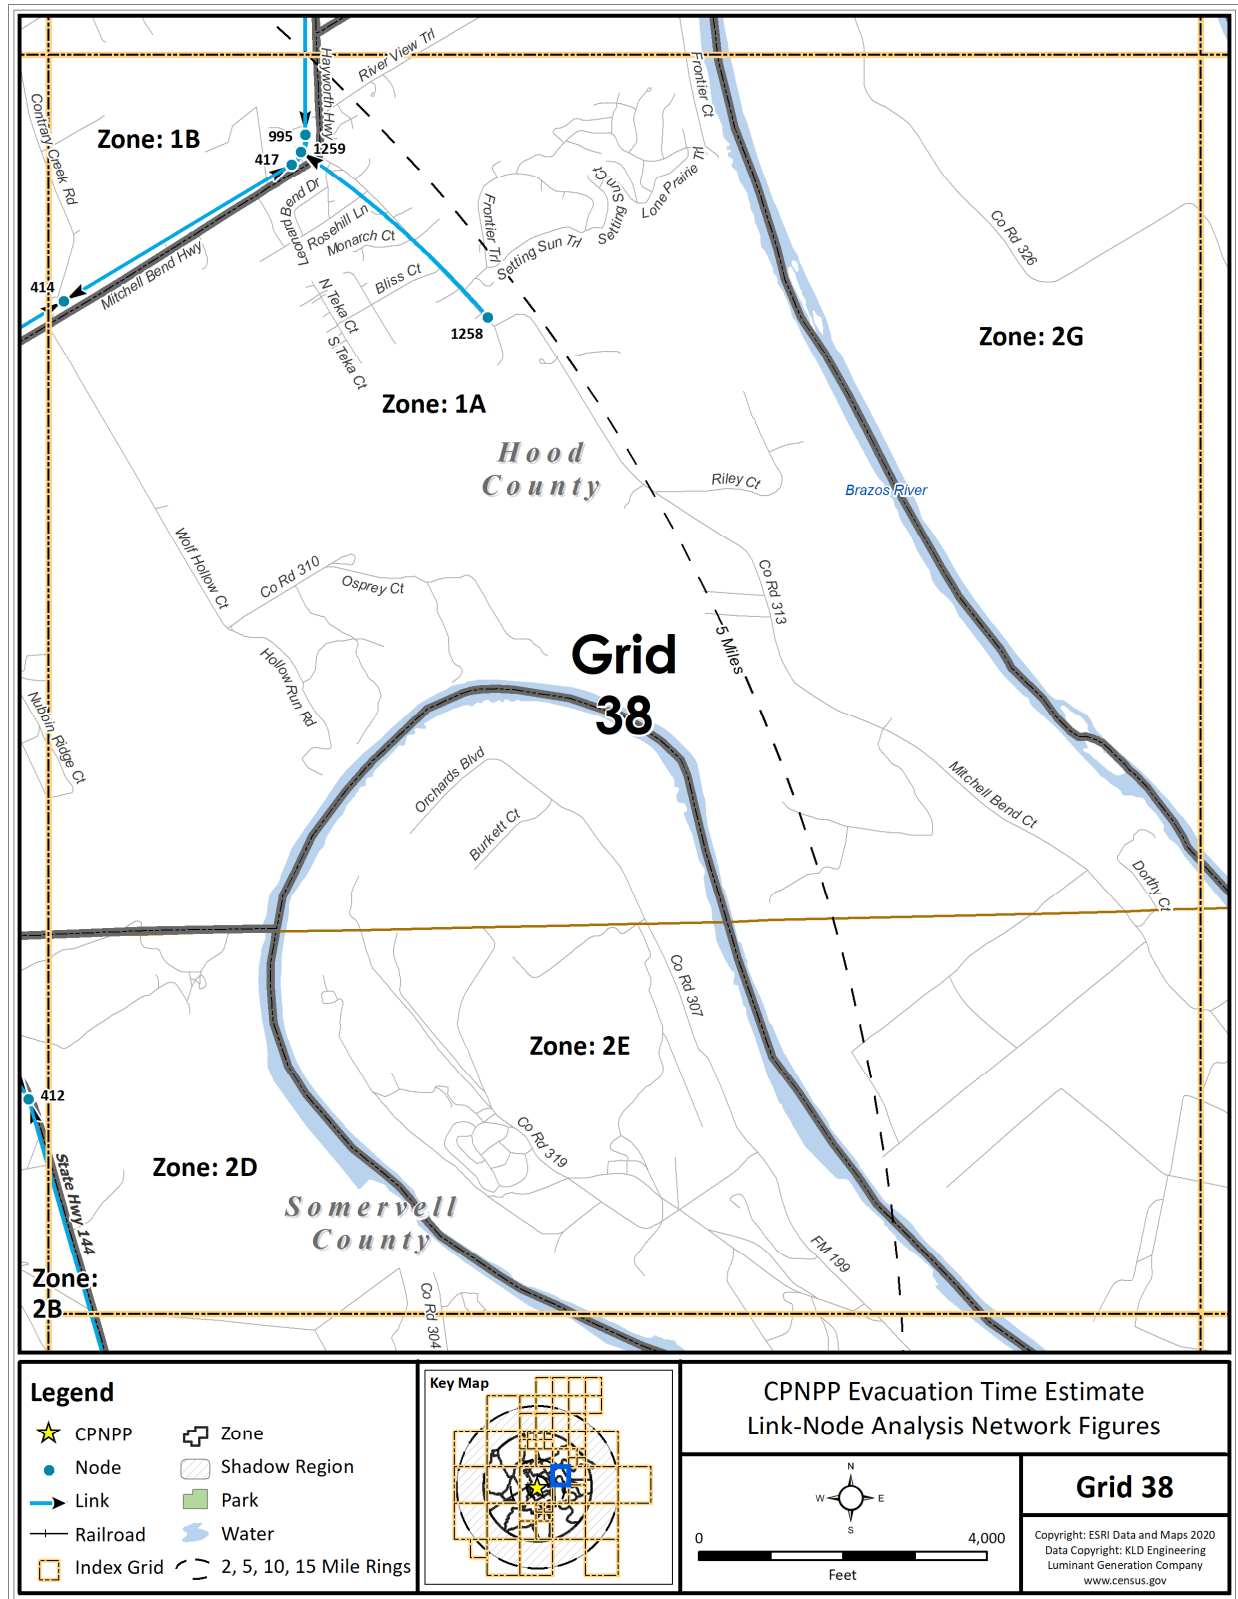 Hayworth Hwy
River View Trl
Frontier Ct
Contrary Creek Rd
Zone: 1B
995
1259
417
Bend Dr
Leonard
Rosehill Ln
Monarch Ct
Bliss Ct
Frontier Trl
Setting Sun Trl
Setting Sun Ct
Lone Prairie Trl
Co Rd 326
414
Mitchell Bend Hwy
N Teka Ct
S Teka Ct
1258
Zone: 2G
Zone: 1A
Hood
County
Riley Ct
Brazos River
Wolf Hollow Ct
Co Rd 310
Osprey Ct
Co Rd 313
5 Miles
Grid
38
Hollow Run Rd
Nubbin Ridge Ct
Orchards Blvd
Burkett Ct
Mitchell Bend Ct
Dorthy Ct
Co Rd 307
Zone: 2E
412
Co Rd 319
State Hwy 144
Zone: 2D
Somervell
County
FM 199
Zone:
2B
Co Rd 304
Legend
CPNPP
Node
Link
Railroad
Index Grid
Zone
Shadow Region
Park
Water
2, 5, 10, 15 Mile Rings
Key Map
CPNPP Evacuation Time Estimate
Link-Node Analysis Network Figures
N
W
E
S
0
4,000
Feet
Grid 38
Copyright: ESRI Data and Maps 2020
Data Copyright: KLD Engineering
Luminant Generation Company
www.census.gov